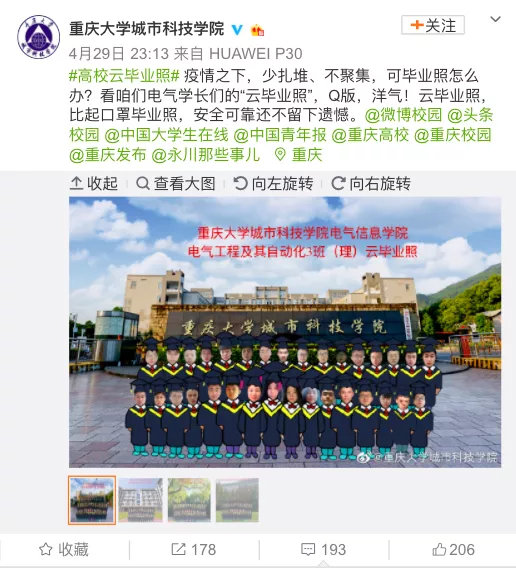 重庆大学城市科技学院
+关注
4月29日 23:13 来自 HUAWEI P30
#高校云毕业照# 疫情之下，少扎堆、不聚集，可毕业照怎么
办？看咱们电气学长们的“云毕业照”，Q版，洋气！云毕业照，
比起口罩毕业照，安全可靠还不留下遗憾。@微博校园 @头条
校园 @中国大学生在线 @中国青年报 @重庆高校 @重庆校园
@重庆发布 @永川那些事儿 重庆
收起 查看大图 向左旋转 向右旋转
重庆大学城市科技学院电气信息学院
电气工程及其自动化3班（理）云毕业照
重庆大学城市科技学院
@重庆大学城市科技学院
收藏 178 193 206